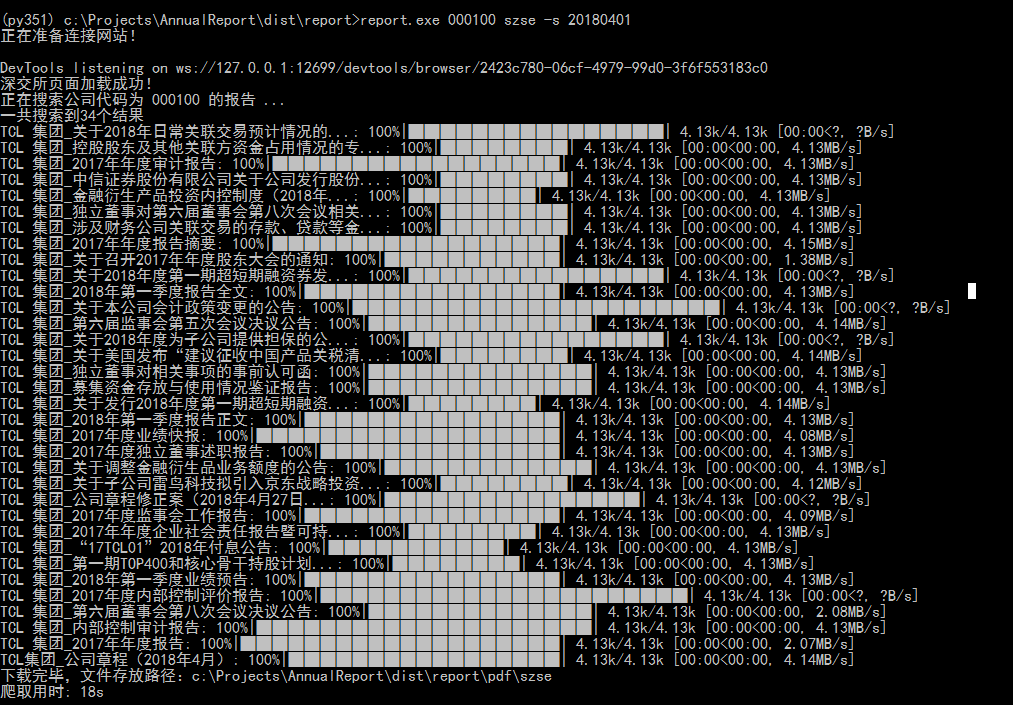 (py351) c:\Projects\AnnualReport\dist\report>report.exe 000100 szse -s 20180401
正在准备连接网站！
DevTools listening on ws://127.0.0.1:12699/devtools/browser/2423c780-06cf-4979-99d0-3f6f553183c0
深交所页面加载成功！
正在搜索公司代码为 000100 的报告 ...
一共搜索到34个结果
TCL 集团_关于2018年日常关联交易预计情况的...: 100%|| 4.13k/4.13k [00:00<?, ?B/s]
TCL 集团_控股股东及其他关联方资金占用情况的专...: 100%|| 4.13k/4.13k [00:00<00:00, 4.13MB/s]
TCL 集团_2017年年度审计报告: 100%|| 4.13k/4.13k [00:00<00:00, 4.13MB/s]
TCL 集团_中信证券股份有限公司关于公司发行股份...: 100%|| 4.13k/4.13k [00:00<00:00, 4.13MB/s]
TCL 集团_金融衍生产品投资内控制度（2018年...: 100%|| 4.13k/4.13k [00:00<00:00, 4.13MB/s]
TCL 集团_独立董事对第六届董事会第八次会议相关...: 100%|| 4.13k/4.13k [00:00<00:00, 4.13MB/s]
TCL 集团_涉及财务公司关联交易的存款、贷款等金...: 100%|| 4.13k/4.13k [00:00<00:00, 4.13MB/s]
TCL 集团_2017年年度报告摘要: 100%|| 4.13k/4.13k [00:00<00:00, 4.15MB/s]
TCL 集团_关于召开2017年年度股东大会的通知: 100%|| 4.13k/4.13k [00:00<00:00, 1.38MB/s]
TCL 集团_关于2018年度第一期超短期融资券发...: 100%|| 4.13k/4.13k [00:00<?, ?B/s]
TCL 集团_2018年第一季度报告全文: 100%|| 4.13k/4.13k [00:00<00:00, 4.13MB/s]
TCL 集团_关于本公司会计政策变更的公告: 100%|| 4.13k/4.13k [00:00<?, ?B/s]
TCL 集团_第六届监事会第五次会议决议公告: 100%|| 4.13k/4.13k [00:00<00:00, 4.14MB/s]
TCL 集团_关于2018年度为子公司提供担保的公...: 100%|| 4.13k/4.13k [00:00<?, ?B/s]
TCL 集团_关于美国发布“建议征收中国产品关税清...: 100%|| 4.13k/4.13k [00:00<00:00, 4.14MB/s]
TCL 集团_独立董事对相关事项的事前认可函: 100%|| 4.13k/4.13k [00:00<00:00, 4.13MB/s]
TCL 集团_募集资金存放与使用情况鉴证报告: 100%|| 4.13k/4.13k [00:00<00:00, 4.13MB/s]
TCL 集团_关于发行2018年度第一期超短期融资...: 100%|| 4.13k/4.13k [00:00<00:00, 4.14MB/s]
TCL 集团_2018年第一季度报告正文: 100%|| 4.13k/4.13k [00:00<00:00, 4.13MB/s]
TCL 集团_2017年度业绩快报: 100%|| 4.13k/4.13k [00:00<00:00, 4.08MB/s]
TCL 集团_2017年度独立董事述职报告: 100%|| 4.13k/4.13k [00:00<00:00, 4.13MB/s]
TCL 集团_关于调整金融衍生品业务额度的公告: 100%|| 4.13k/4.13k [00:00<00:00, 4.13MB/s]
TCL 集团_关于子公司雷鸟科技拟引入京东战略投资...: 100%|| 4.13k/4.13k [00:00<00:00, 4.12MB/s]
TCL 集团_公司章程修正案（2018年4月27日...: 100%|| 4.13k/4.13k [00:00<?, ?B/s]
TCL 集团_2017年度监事会工作报告: 100%|| 4.13k/4.13k [00:00<00:00, 4.09MB/s]
TCL 集团_2017年年度企业社会责任报告暨可持...: 100%|| 4.13k/4.13k [00:00<00:00, 4.13MB/s]
TCL 集团_“17TCL01”2018年付息公告: 100%|| 4.13k/4.13k [00:00<00:00, 4.13MB/s]
TCL 集团_第一期TOP400和核心骨干持股计划...: 100%|| 4.13k/4.13k [00:00<00:00, 4.13MB/s]
TCL 集团_2018年第一季度业绩预告: 100%|| 4.13k/4.13k [00:00<00:00, 4.13MB/s]
TCL 集团_2017年度内部控制评价报告: 100%|| 4.13k/4.13k [00:00<?, ?B/s]
TCL 集团_第六届董事会第八次会议决议公告: 100%|| 4.13k/4.13k [00:00<00:00, 2.08MB/s]
TCL 集团_内部控制审计报告: 100%|| 4.13k/4.13k [00:00<00:00, 4.13MB/s]
TCL 集团_2017年年度报告: 100%|| 4.13k/4.13k [00:00<00:00, 2.07MB/s]
TCL集团_公司章程（2018年4月）: 100%|| 4.13k/4.13k [00:00<00:00, 4.14MB/s]
下载完毕，文件存放路径: c:\Projects\AnnualReport\dist\report\pdf\szse
爬取用时: 18s